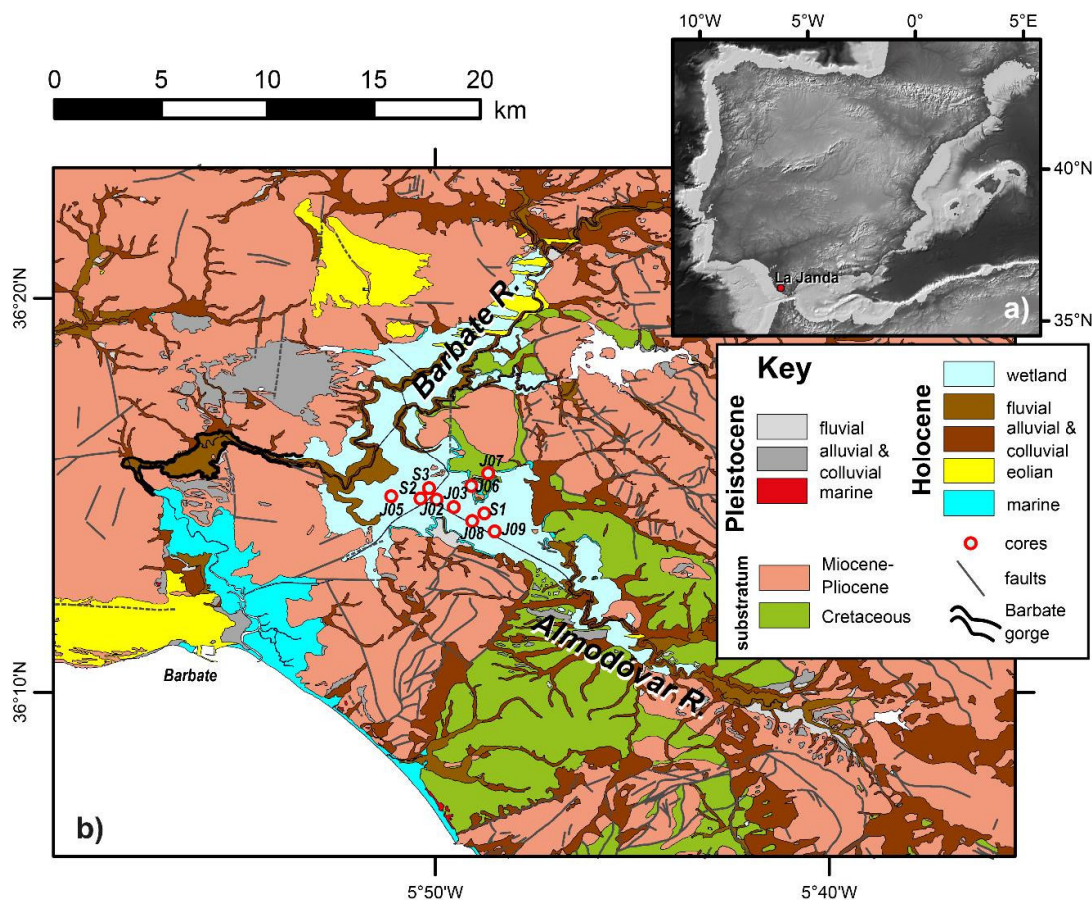 10°W 5°W 0° 5°E
0 5 10 15 20
km
40°N
La Janda
35°N
a)
36°20'N
Barbate R.
Key
Pleistocene
fluvial
alluvial &
colluvial
marine
Holocene
wetland
fluvial
alluvial &
colluvial
eolian
marine
cores
substratum
Miocene-
Pliocene
Cretaceous
faults
Barbate
gorge
J07
S3
S2
J03
J06
J05
J02
S1
J08
J09
Almodovar R.
Barbate
36°10'N
b)
5°50'W 5°40'W